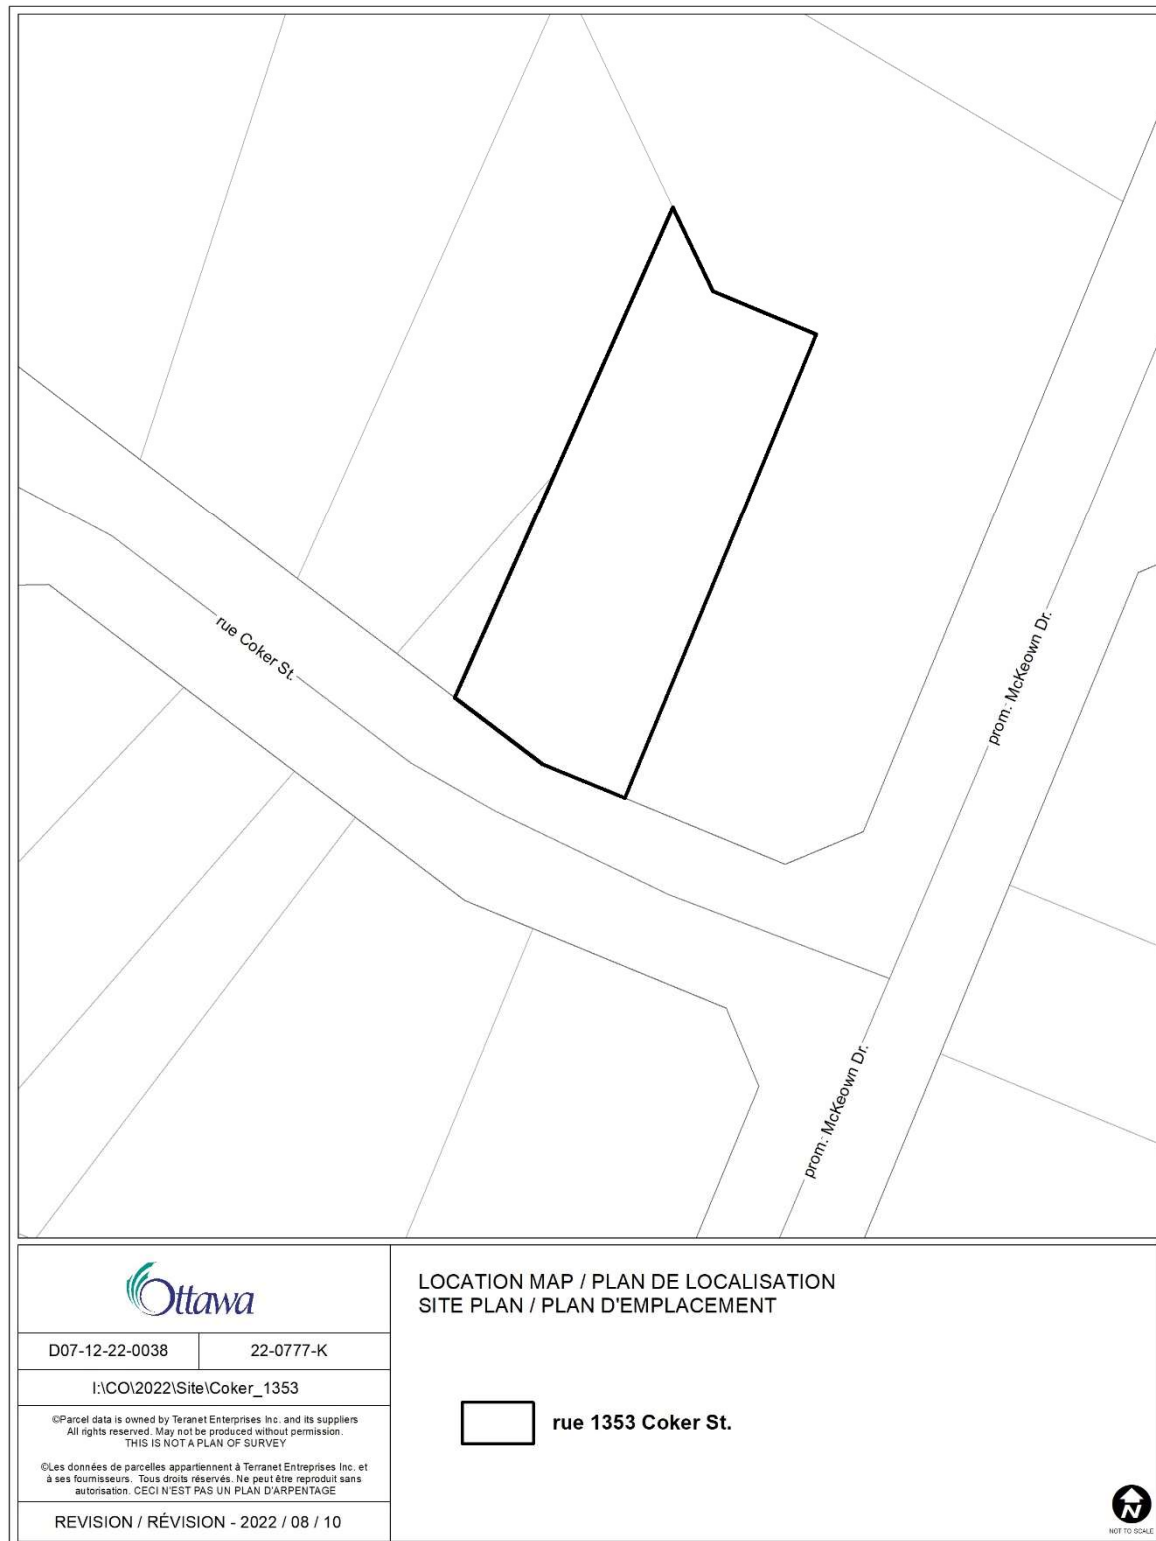 rue Coker St.
prom. McKeown Dr.
prom. McKeown Dr.
Ottawa
D07-12-22-0038
22-0777-K
I:\CO\2022\Site\Coker_1353
©Parcel data is owned by Teranet Enterprises Inc. and its suppliers
All rights reserved. May not be produced without permission.
THIS IS NOT A PLAN OF SURVEY
©Les données de parcelles appartiennent à Teranet Entreprises Inc. et
à ses fournisseurs. Tous droits réservés. Ne peut être reproduit sans
autorisation. CECI N'EST PAS UN PLAN D'ARPENTAGE
REVISION / RÉVISION - 2022 / 08 / 10
LOCATION MAP / PLAN DE LOCALISATION
SITE PLAN / PLAN D'EMPLACEMENT
rue 1353 Coker St.
N
NOT TO SCALE